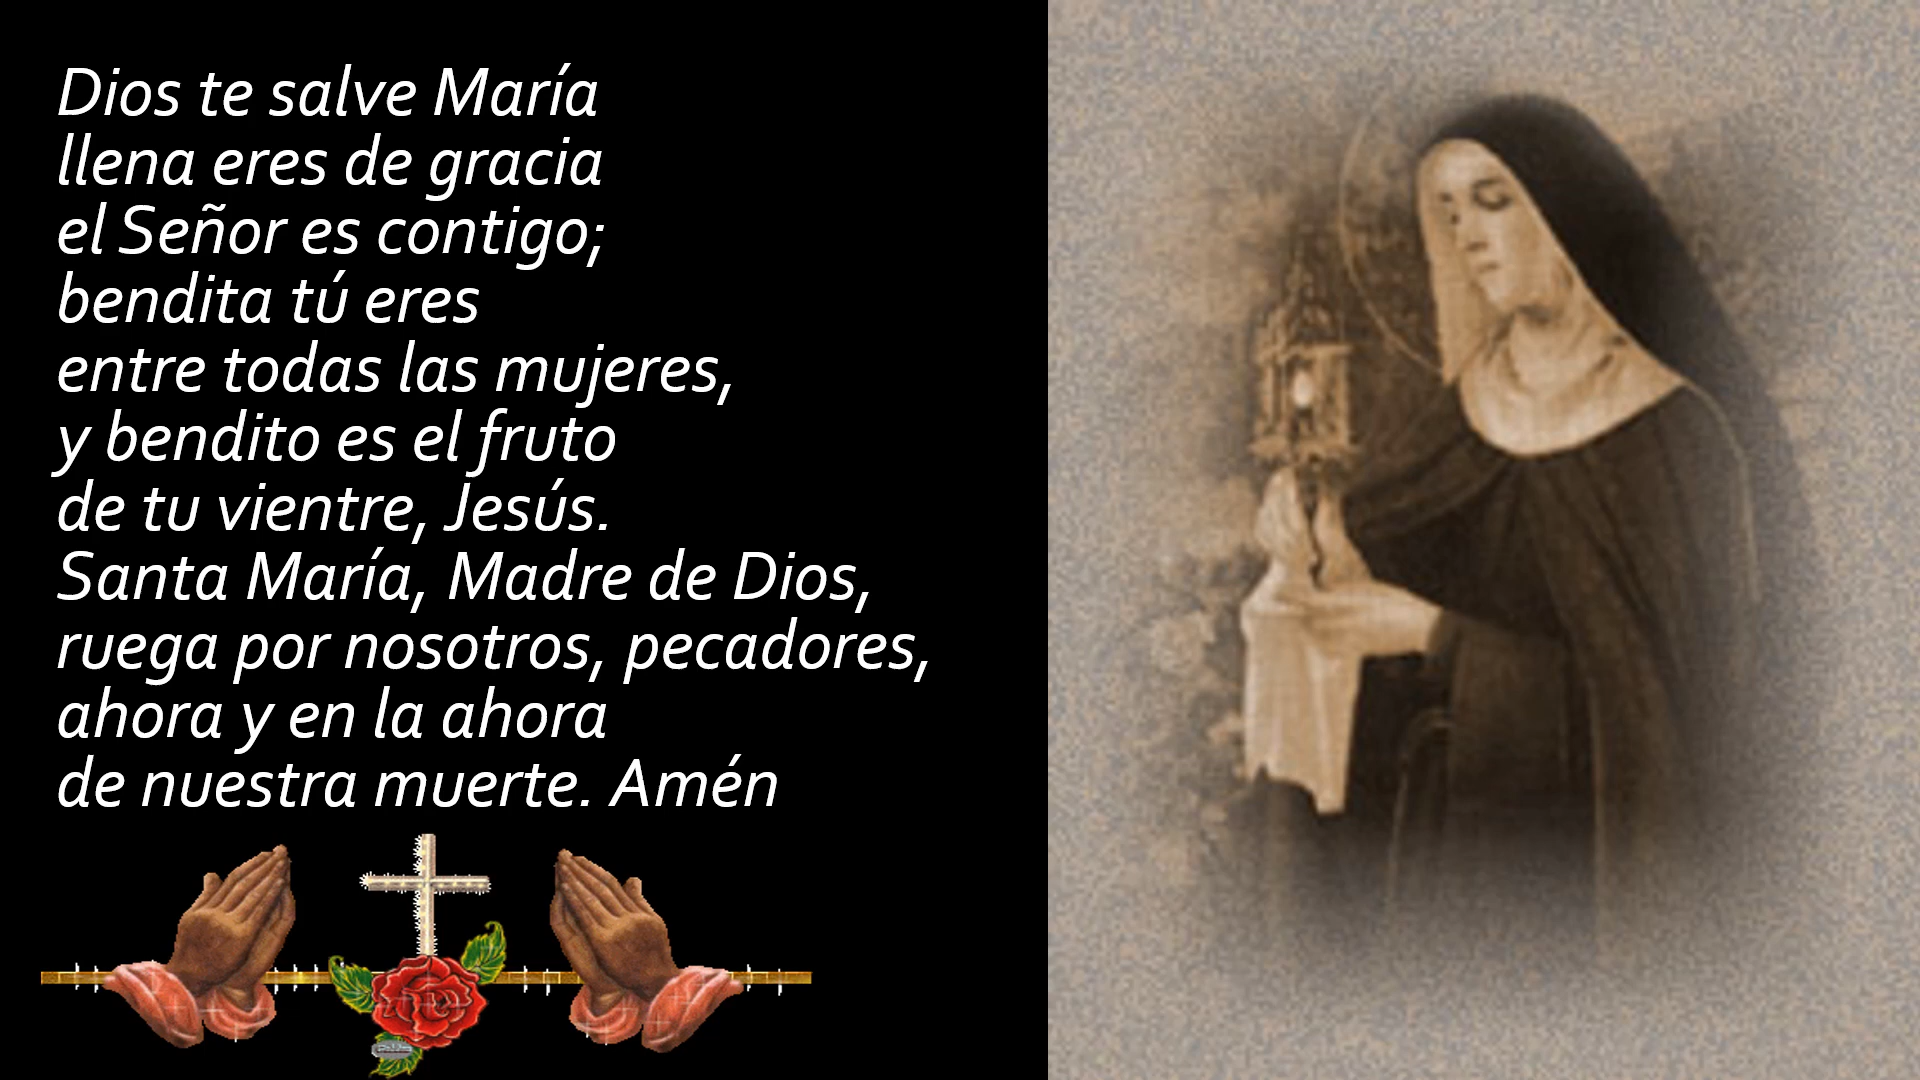 Dios te salve María
llena eres de gracia
el Señor es contigo;
bendita tú eres
entre todas las mujeres,
y bendito es el fruto
de tu vientre, Jesús.
Santa María, Madre de Dios,
ruega por nosotros, pecadores,
ahora y en la ahora
de nuestra muerte. Amén